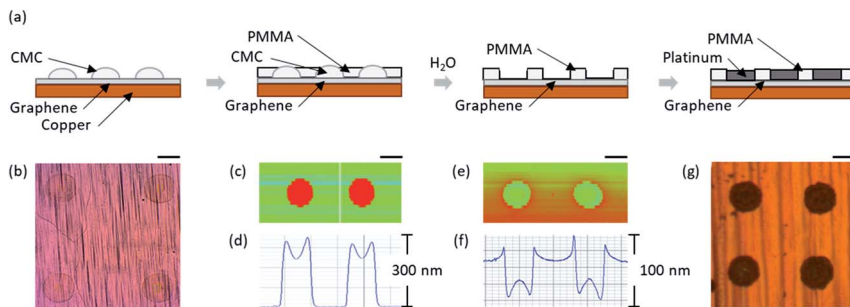 (a)
CMC
Graphene
Copper
PMMA
CMC
Graphene
H₂O
PMMA
Graphene
PMMA
Platinum
Graphene
(b)
(c)
(d)
300 nm
(e)
(f)
100 nm
(g)